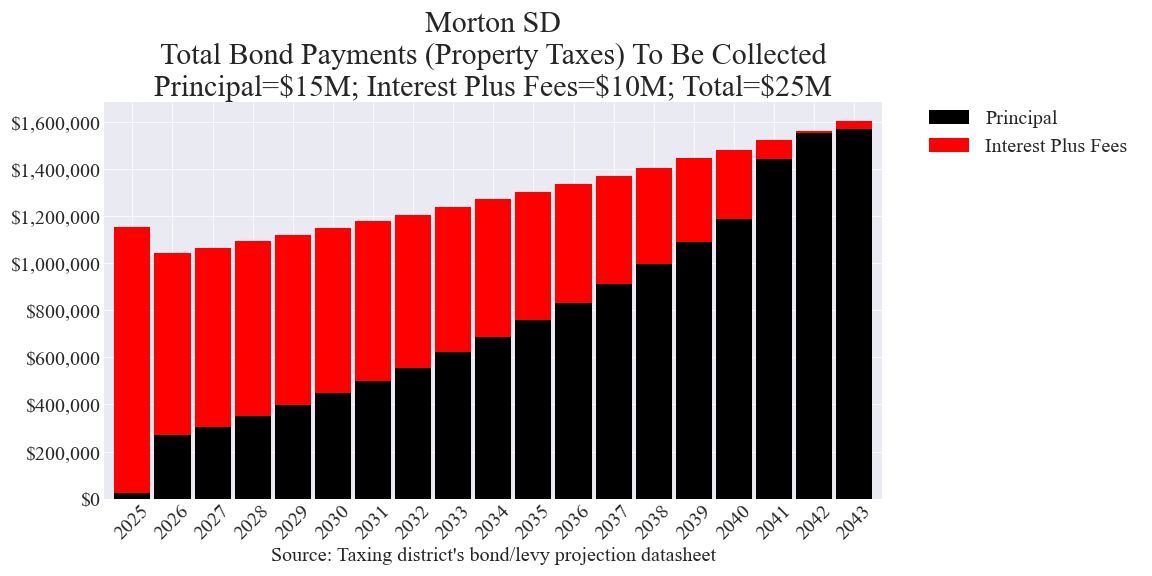 Morton SD
Total Bond Payments (Property Taxes) To Be Collected
Principal=$15M; Interest Plus Fees=$10M; Total=$25M
Principal
Interest Plus Fees
$1,600,000
$1,400,000
$1,200,000
$1,000,000
$800,000
$600,000
$400,000
$200,000
$0
2025 2026 2027 2028 2029 2030 2031 2032 2033 2034 2035 2036 2037 2038 2039 2040 2041 2042 2043
Source: Taxing district's bond/levy projection datasheet